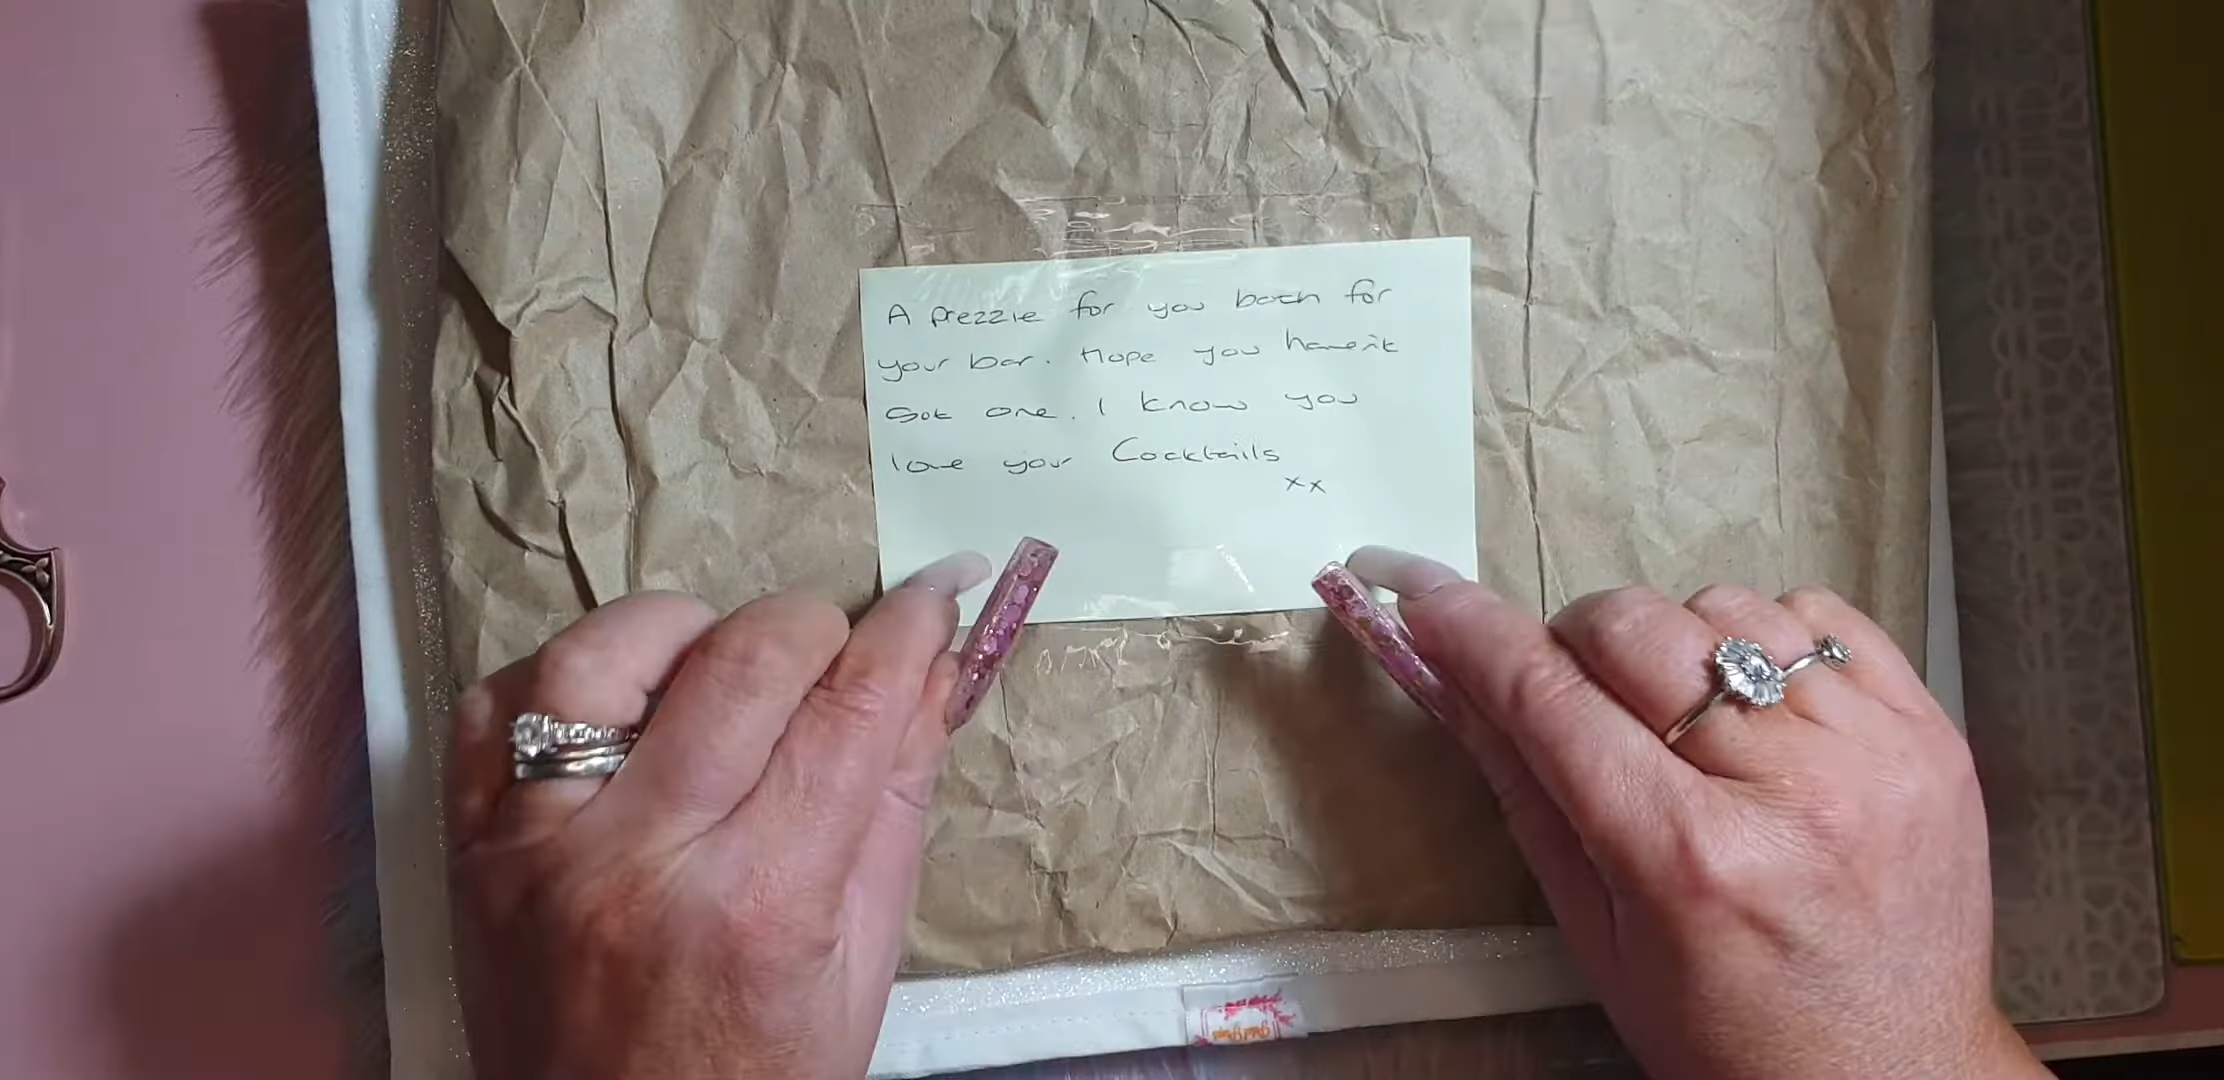 A prezzie for you both for
your bar. Hope you haven't
got one. I know you
love your Cocktails
xx